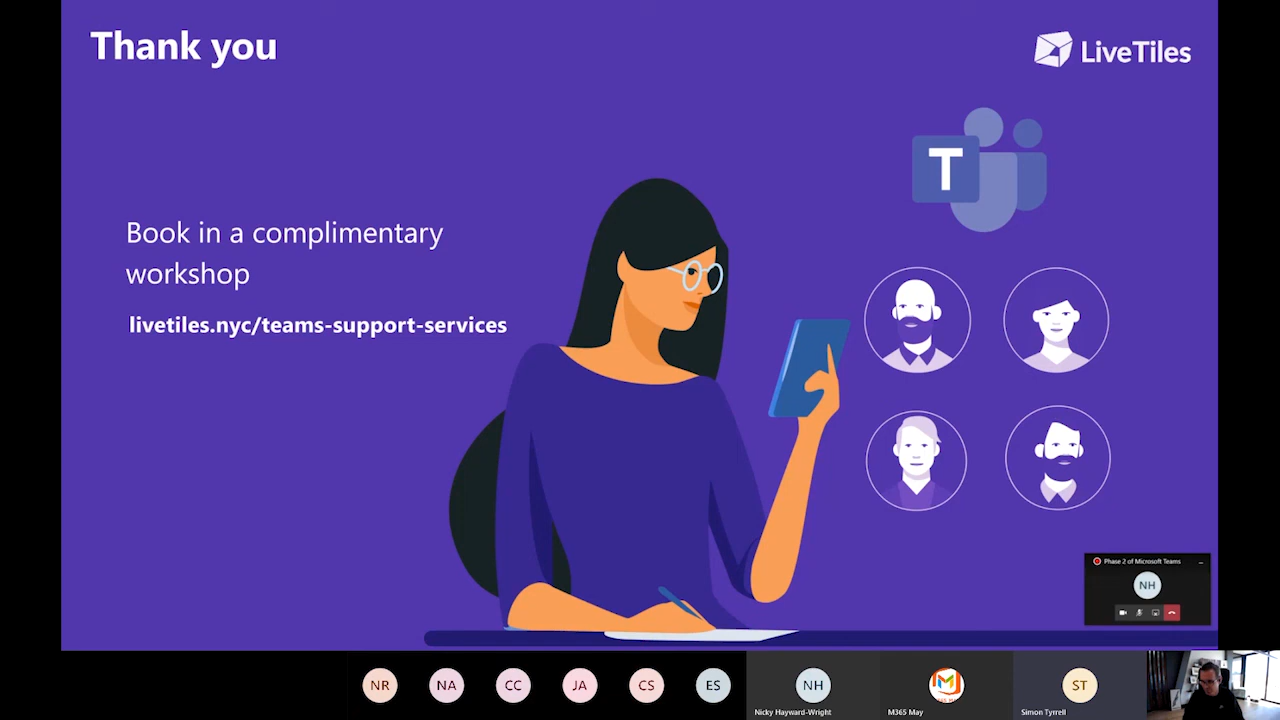 Thank you
LiveTiles
T
Book in a complimentary
workshop
livetiles.nyc/teams-support-services
Phase 2 of Microsoft Teams
NH
NR
NA
CC
JA
CS
ES
NH
M
ST
Nicky Hayward-Wright
M365 May
Simon Tyrrell